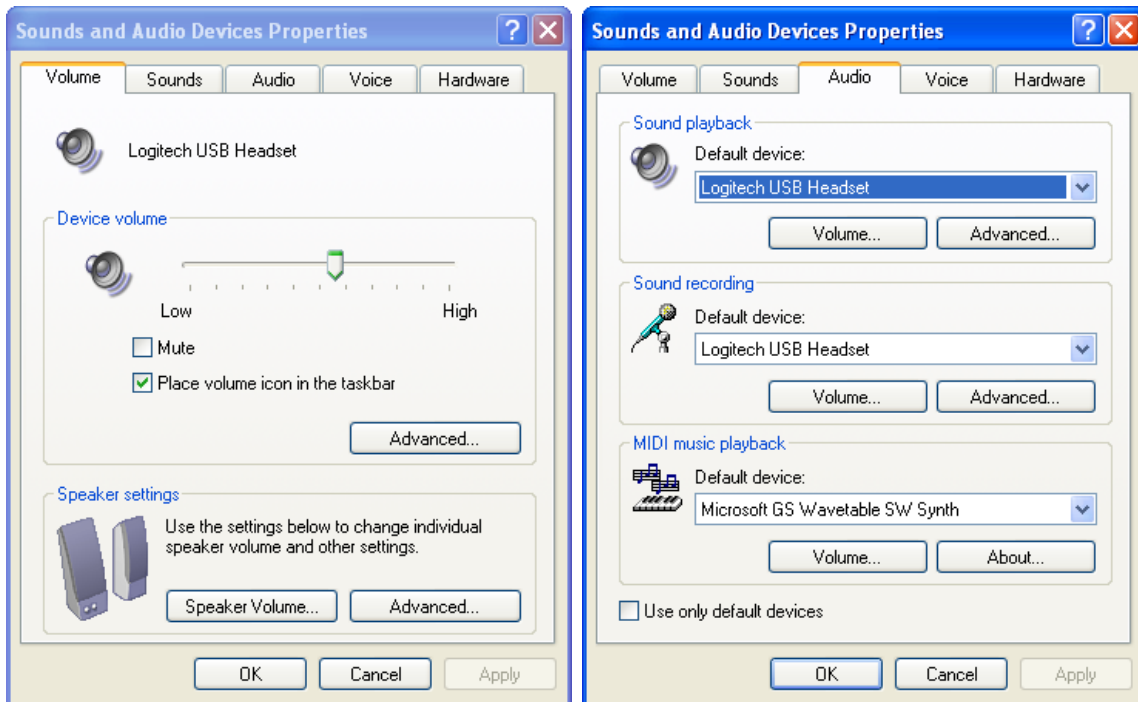 Sounds and Audio Devices Properties
Volume
Sounds
Audio
Voice
Hardware
Logitech USB Headset
Device volume
Low
High
Mute
Place volume icon in the taskbar
Advanced...
Speaker settings
Use the settings below to change individual
speaker volume and other settings.
Speaker Volume...
Advanced...
OK
Cancel
Apply
Sounds and Audio Devices Properties
Volume
Sounds
Audio
Voice
Hardware
Sound playback
Default device:
Logitech USB Headset
Volume...
Advanced...
Sound recording
Default device:
Logitech USB Headset
Volume...
Advanced...
MIDI music playback
Default device:
Microsoft GS Wavetable SW Synth
Volume...
About...
Use only default devices
OK
Cancel
Apply